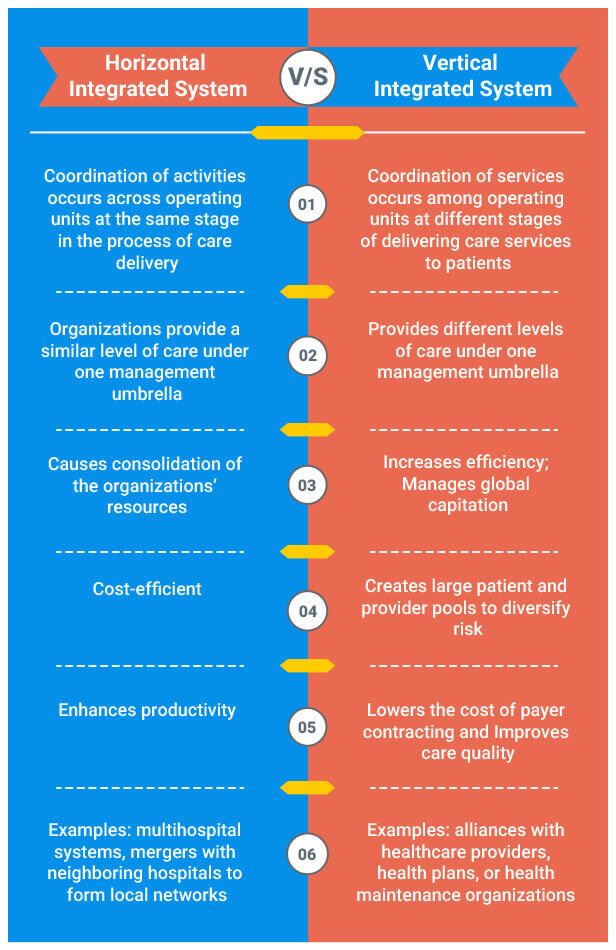 Horizontal
Integrated System
V/S
Vertical
Integrated System
Coordination of activities
occurs across operating
units at the same stage
in the process of care
delivery
01
Coordination of services
occurs among operating
units at different stages
of delivering care services
to patients
Organizations provide a
similar level of care under
one management
umbrella
02
Provides different levels
of care under one
management umbrella
Causes consolidation of
the organizations’
resources
03
Increases efficiency;
Manages global
capitation
Cost-efficient
04
Creates large patient and
provider pools to diversify
risk
Enhances productivity
05
Lowers the cost of payer
contracting and Improves
care quality
Examples: multihospital
systems, mergers with
neighboring hospitals to
form local networks
06
Examples: alliances with
healthcare providers,
health plans, or health
maintenance organizations